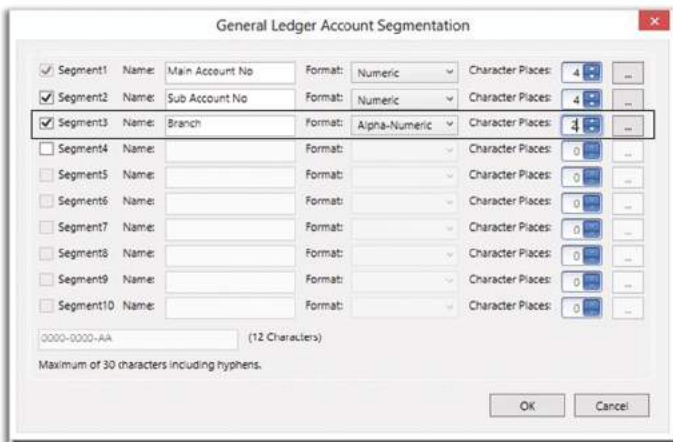 General Ledger Account Segmentation
Segment1 Name: Main Account No Format: Numeric Character Places: 4 ...
Segment2 Name: Sub Account No Format: Numeric Character Places: 4 ...
Segment3 Name: Branch Format: Alpha-Numeric Character Places: 2 ...
Segment4 Name: Format: Character Places: 0 ...
Segment5 Name: Format: Character Places: 0 ...
Segment6 Name: Format: Character Places: 0 ...
Segment7 Name: Format: Character Places: 0 ...
Segment8 Name: Format: Character Places: 0 ...
Segment9 Name: Format: Character Places: 0 ...
Segment10 Name: Format: Character Places: 0 ...
0000-0000-AA (12 Characters)
Maximum of 30 characters including hyphens.
OK Cancel